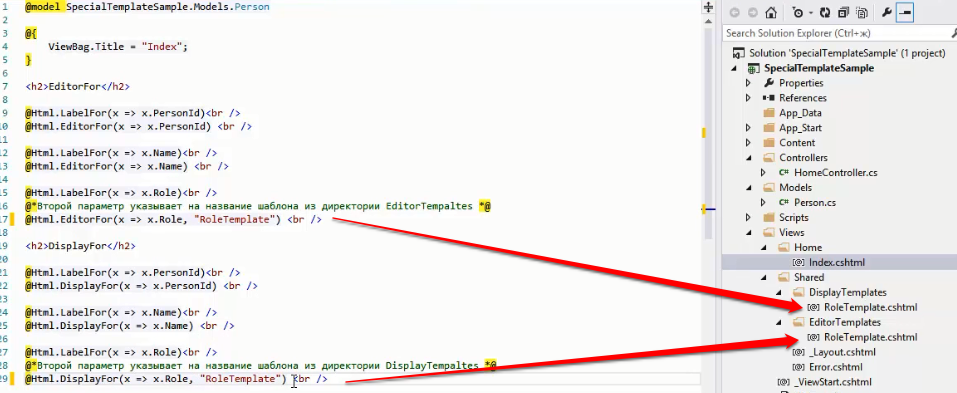 1 @model SpecialTemplateSample.Models.Person
2
3 @{
4 ViewBag.Title = "Index";
5 }
6
7 <h2>EditorFor</h2>
8
9 @Html.LabelFor(x => x.PersonId)<br />
10 @Html.EditorFor(x => x.PersonId) <br />
11
12 @Html.LabelFor(x => x.Name)<br />
13 @Html.EditorFor(x => x.Name) <br />
14
15 @Html.LabelFor(x => x.Role)<br />
16 @*Второй параметр указывает на название шаблона из директории EditorTempaltes *@
17 @Html.EditorFor(x => x.Role, "RoleTemplate") <br />
18
19 <h2>DisplayFor</h2>
20
21 @Html.LabelFor(x => x.PersonId)<br />
22 @Html.DisplayFor(x => x.PersonId) <br />
23
24 @Html.LabelFor(x => x.Name)<br />
25 @Html.DisplayFor(x => x.Name) <br />
26
27 @Html.LabelFor(x => x.Role)<br />
28 @*Второй параметр указывает на название шаблона из директории DisplayTempaltes *@
29 @Html.DisplayFor(x => x.Role, "RoleTemplate") <br />
Search Solution Explorer (Ctrl+ж)
Solution 'SpecialTemplateSample' (1 project)
SpecialTemplateSample
Properties
References
App_Data
App_Start
Content
Controllers
C# HomeController.cs
Models
C# Person.cs
Scripts
Views
Home
[@] Index.cshtml
Shared
DisplayTemplates
[@] RoleTemplate.cshtml
EditorTemplates
[@] RoleTemplate.cshtml
[@] _Layout.cshtml
[@] Error.cshtml
[@] _ViewStart.cshtml